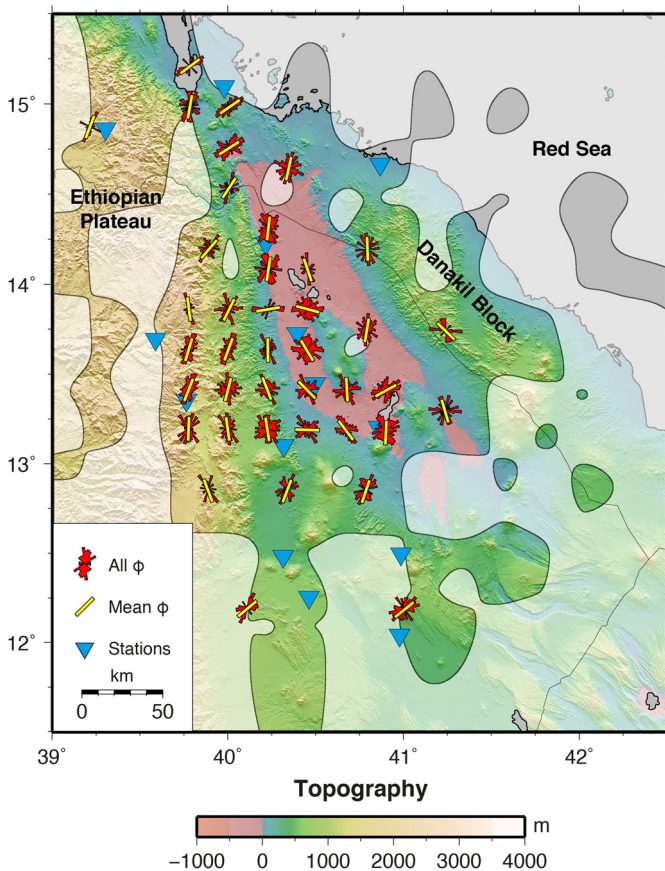 15°
14°
13°
12°
Red Sea
Ethiopian
Plateau
Danakil Block
All φ
Mean φ
Stations
km
0 50
39° 40° 41° 42°
Topography
m
−1000 0 1000 2000 3000 4000